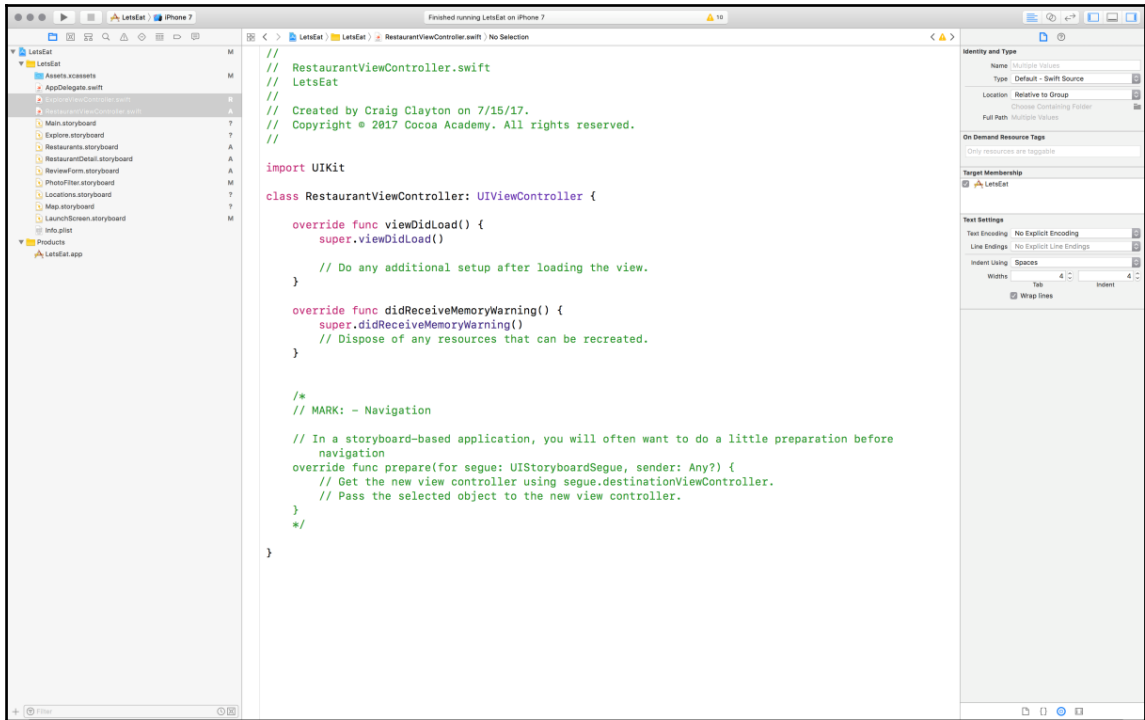 LetsEat
iPhone 7
Finished running LetsEat on iPhone 7
10
LetsEat
LetsEat
RestaurantViewController.swift
No Selection
LetsEat
M
LetsEat
Assets.xcassets
M
AppDelegate.swift
ExploreViewController.swift
R
RestaurantViewController.swift
A
Main.storyboard
?
Explore.storyboard
?
Restaurants.storyboard
A
RestaurantDetail.storyboard
A
ReviewForm.storyboard
A
PhotoFilter.storyboard
M
Locations.storyboard
?
Map.storyboard
?
LaunchScreen.storyboard
M
Info.plist
Products
LetsEat.app
Filter
//
//  RestaurantViewController.swift
//  LetsEat
//
//  Created by Craig Clayton on 7/15/17.
//  Copyright © 2017 Cocoa Academy. All rights reserved.
//
import UIKit
class RestaurantViewController: UIViewController {
    override func viewDidLoad() {
        super.viewDidLoad()
        // Do any additional setup after loading the view.
    }
    override func didReceiveMemoryWarning() {
        super.didReceiveMemoryWarning()
        // Dispose of any resources that can be recreated.
    }
    /*
    // MARK: - Navigation
    // In a storyboard-based application, you will often want to do a little preparation before
        navigation
    override func prepare(for segue: UIStoryboardSegue, sender: Any?) {
        // Get the new view controller using segue.destinationViewController.
        // Pass the selected object to the new view controller.
    }
    */
}
Identity and Type
Name Multiple Values
Type Default - Swift Source
Location Relative to Group
Choose Containing Folder
Full Path Multiple Values
On Demand Resource Tags
Only resources are taggable
Target Membership
LetsEat
Text Settings
Text Encoding No Explicit Encoding
Line Endings No Explicit Line Endings
Indent Using Spaces
Widths 4 4
Tab Indent
Wrap lines